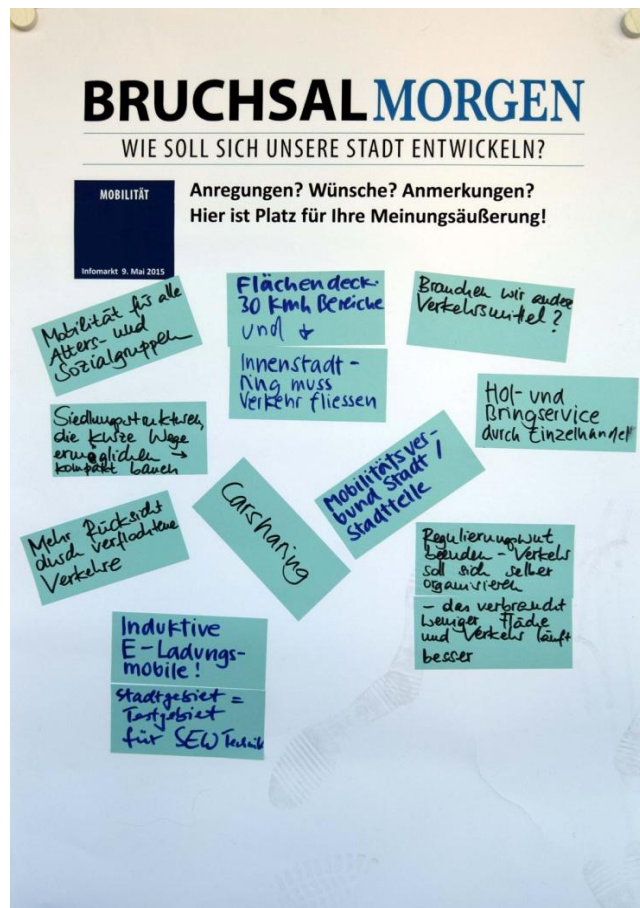 BRUCHSAL MORGEN
WIE SOLL SICH UNSERE STADT ENTWICKELN?
MOBILITÄT
Infomarkt 9. Mai 2015
Anregungen? Wünsche? Anmerkungen?
Hier ist Platz für Ihre Meinungsäußerung!
Mobilität für alle
Alters- und
Sozialgruppen
Flächendeck.
30 Kmh Bereiche
und
Innenstadt-
Ring muss
Verkehr fliessen
Brauchen wir andere
Verkehrsmittel?
Siedlungsstrukturen,
die kurze Wege
ermöglichen →
kompakt bauen
Hol- und
Bringservice
durch Einzelhandel
Mehr Rücksicht
durch verflochtene
Verkehre
Carsharing
Mobilitätsver-
bund Stadt /
Stadtteile
Regulierungswut
beenden - Verkehr
soll sich selber
organisieren
- das verbraucht
weniger Fläche
und Verkehr läuft
besser
Induktive
E-Ladungs-
mobile!
Stadtgebiet =
Testgebiet
für SEW Technik